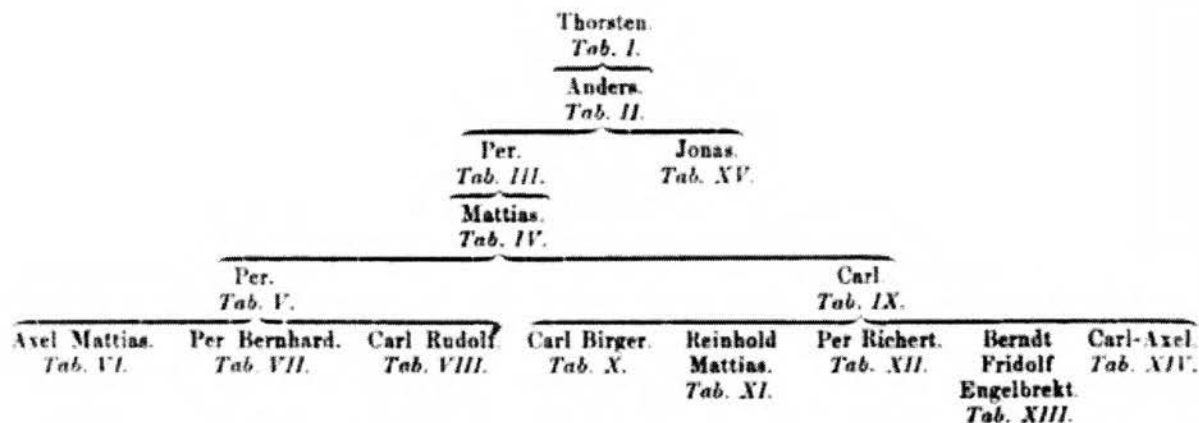 Thorsten.
Tab. I.
Anders.
Tab. II.
Per. Jonas.
Tab. III. Tab. XV.
Mattias.
Tab. IV.
Per. Carl
Tab. V. Tab. IX.
Axel Mattias. Per Bernhard. Carl Rudolf. Carl Birger. Reinhold Per Richert. Berndt Carl-Axel.
Tab. VI. Tab. VII. Tab. VIII. Tab. X. Mattias. Tab. XII. Fridolf Tab. XIV.
Tab. XI. Engelbrekt.
Tab. XIII.